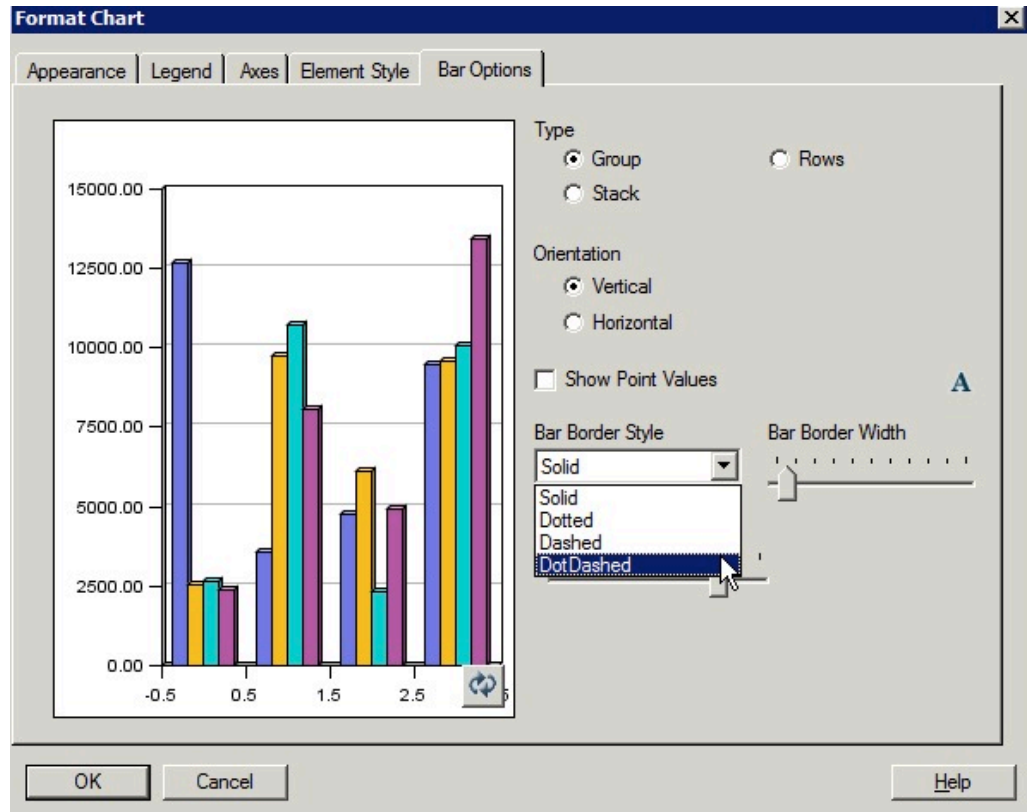 Format Chart
Appearance Legend Axes Element Style Bar Options
Type
Group Rows
Stack
Orientation
Vertical
Horizontal
Show Point Values A
Bar Border Style Bar Border Width
Solid
Solid
Dotted
Dashed
DotDashed
15000.00
12500.00
10000.00
7500.00
5000.00
2500.00
0.00
-0.5 0.5 1.5 2.5
OK Cancel Help